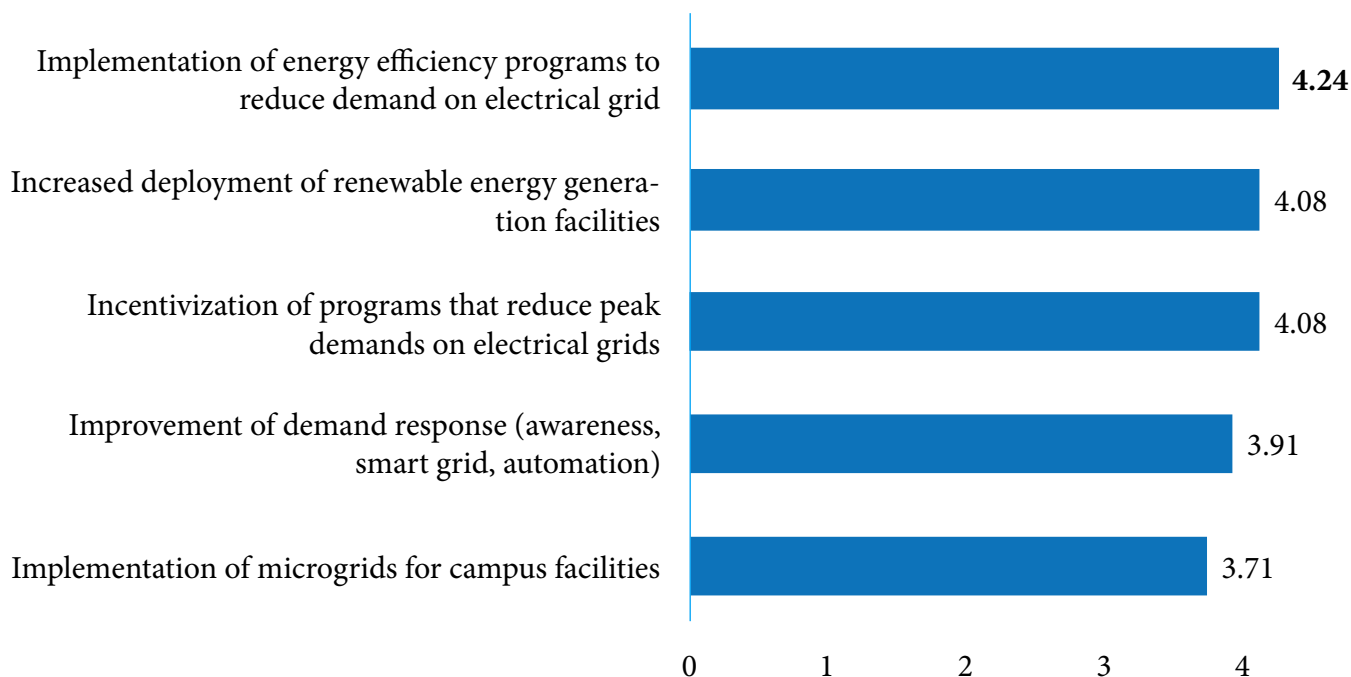 Implementation of energy efficiency programs to
reduce demand on electrical grid
4.24
Increased deployment of renewable energy genera-
tion facilities
4.08
Incentivization of programs that reduce peak
demands on electrical grids
4.08
Improvement of demand response (awareness,
smart grid, automation)
3.91
Implementation of microgrids for campus facilities
3.71
0 1 2 3 4